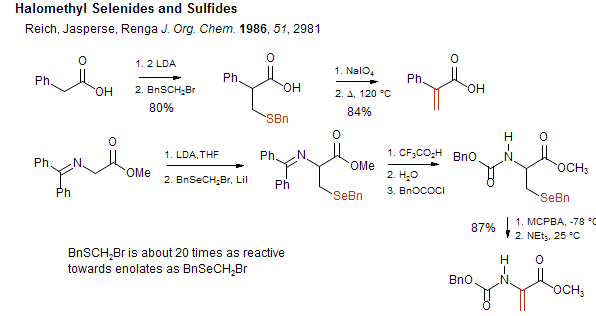 Halomethyl Selenides and Sulfides
Reich, Jasperse, Renga J. Org. Chem. 1986, 51, 2981
Ph
O
OH
1. 2 LDA
2. BnSCH2Br
80%
Ph
O
OH
SBn
1. NaIO4
2. Δ, 120 °C
84%
Ph
O
OH
Ph
N
Ph
O
OMe
1. LDA,THF
2. BnSeCH2Br, LiI
Ph
N
Ph
O
OMe
SeBn
1. CF3CO2H
2. H2O
3. BnOCOCl
BnO
O
H
N
O
OCH3
SeBn
87%
1. MCPBA, -78 °C
2. NEt3, 25 °C
BnSCH2Br is about 20 times as reactive
towards enolates as BnSeCH2Br
BnO
O
H
N
O
OCH3